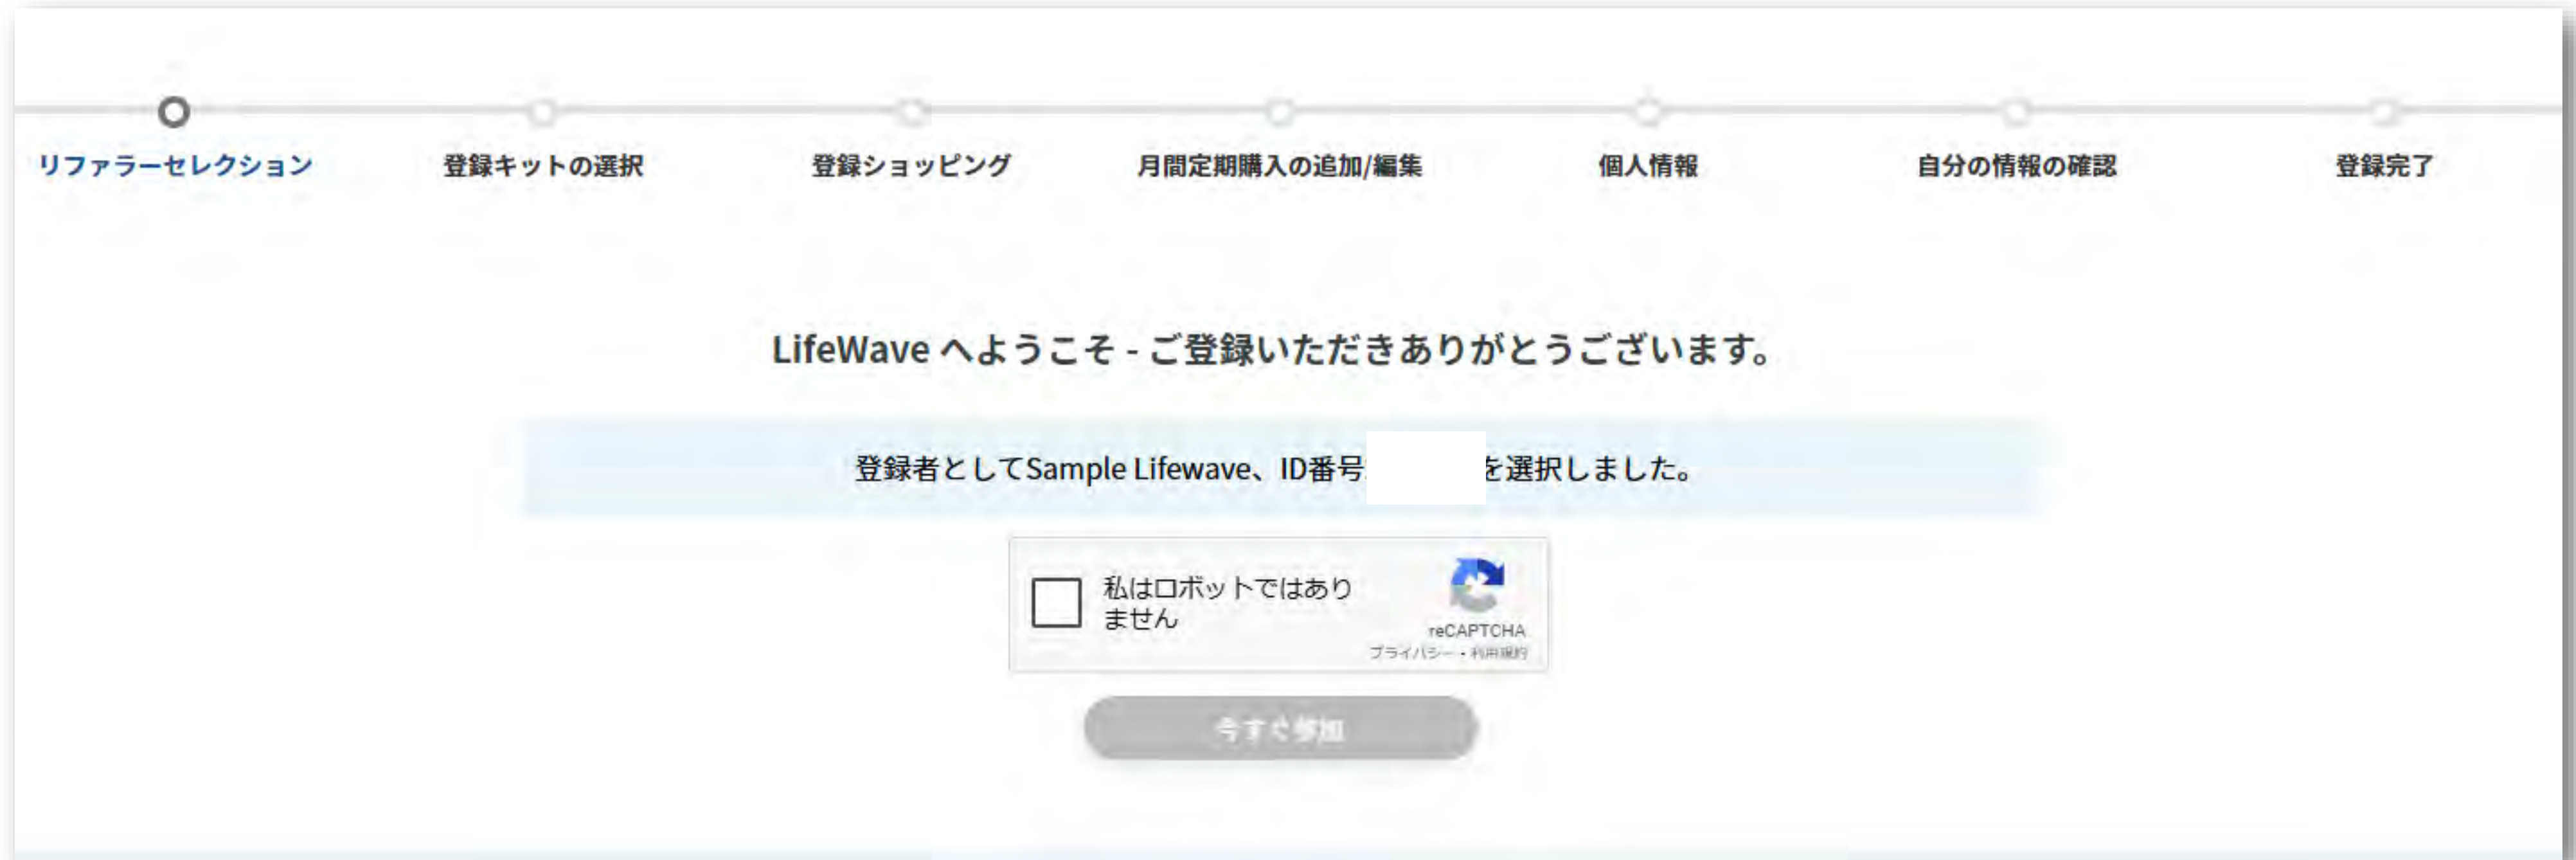 リファラーセレクション
登録キットの選択
登録ショッピング
月間定期購入の追加/編集
個人情報
自分の情報の確認
登録完了
LifeWave へようこそ - ご登録いただきありがとうございます。
登録者としてSample Lifewave、ID番号 を選択しました。
私はロボットではあり
ません
reCAPTCHA
プライバシー・利用規約
今すぐ参加